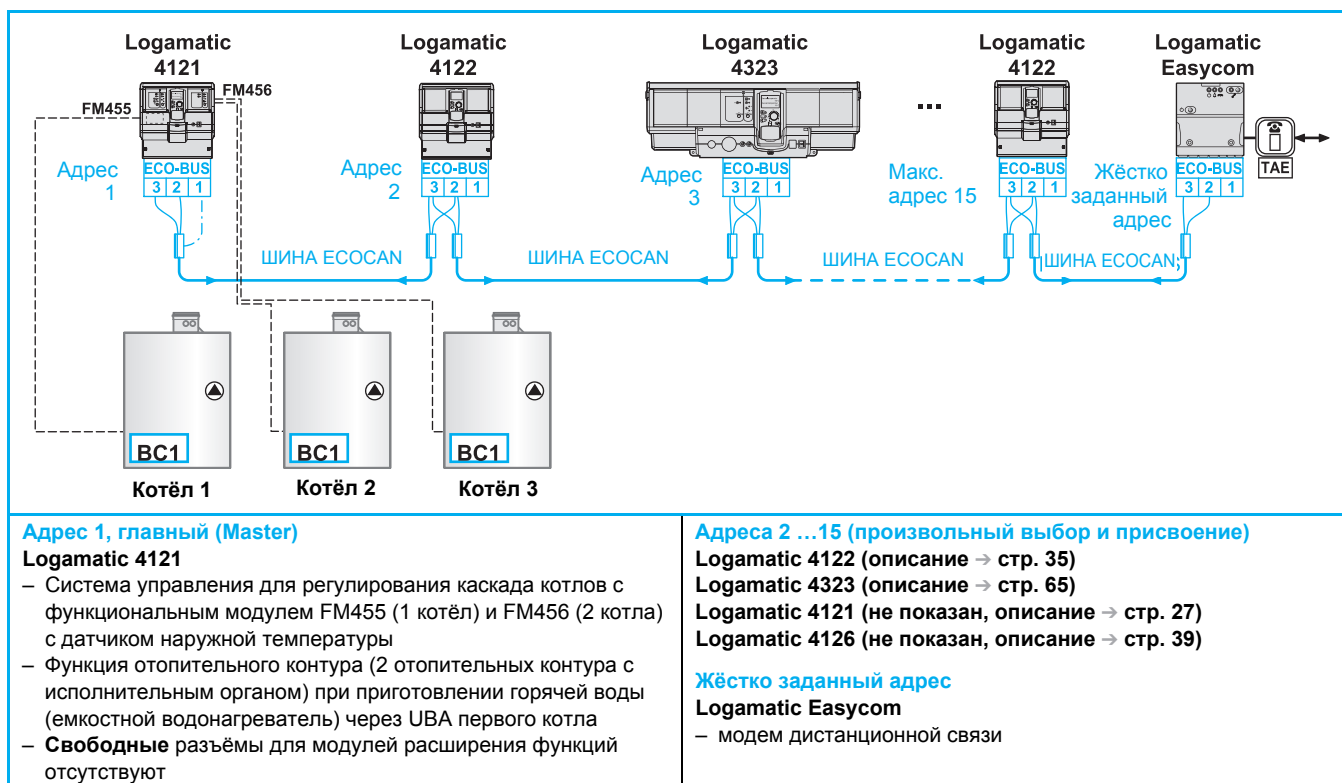 Logamatic
4121
Logamatic
4122
Logamatic
4323
Logamatic
4122
Logamatic
Easycom
FM455
FM456
...
TAE
Адрес
1
ECO-BUS
3 2 1
Адрес
2
ECO-BUS
3 2 1
Адрес
3
ECO-BUS
3 2 1
Макс.
адрес 15
ECO-BUS
3 2 1
Жёстко
заданный
адрес
ECO-BUS
3 2 1
ШИНА ECOCAN
ШИНА ECOCAN
ШИНА ECOCAN
ШИНА ECOCAN
BC1
BC1
BC1
Котёл 1
Котёл 2
Котёл 3
Адрес 1, главный (Master)
Logamatic 4121
– Система управления для регулирования каскада котлов с
функциональным модулем FM455 (1 котёл) и FM456 (2 котла)
с датчиком наружной температуры
– Функция отопительного контура (2 отопительных контура с
исполнительным органом) при приготовлении горячей воды
(емкостной водонагреватель) через UBA первого котла
– Свободные разъёмы для модулей расширения функций
отсутствуют
Адреса 2 …15 (произвольный выбор и присвоение)
Logamatic 4122 (описание → стр. 35)
Logamatic 4323 (описание → стр. 65)
Logamatic 4121 (не показан, описание → стр. 27)
Logamatic 4126 (не показан, описание → стр. 39)
Жёстко заданный адрес
Logamatic Easycom
– модем дистанционной связи